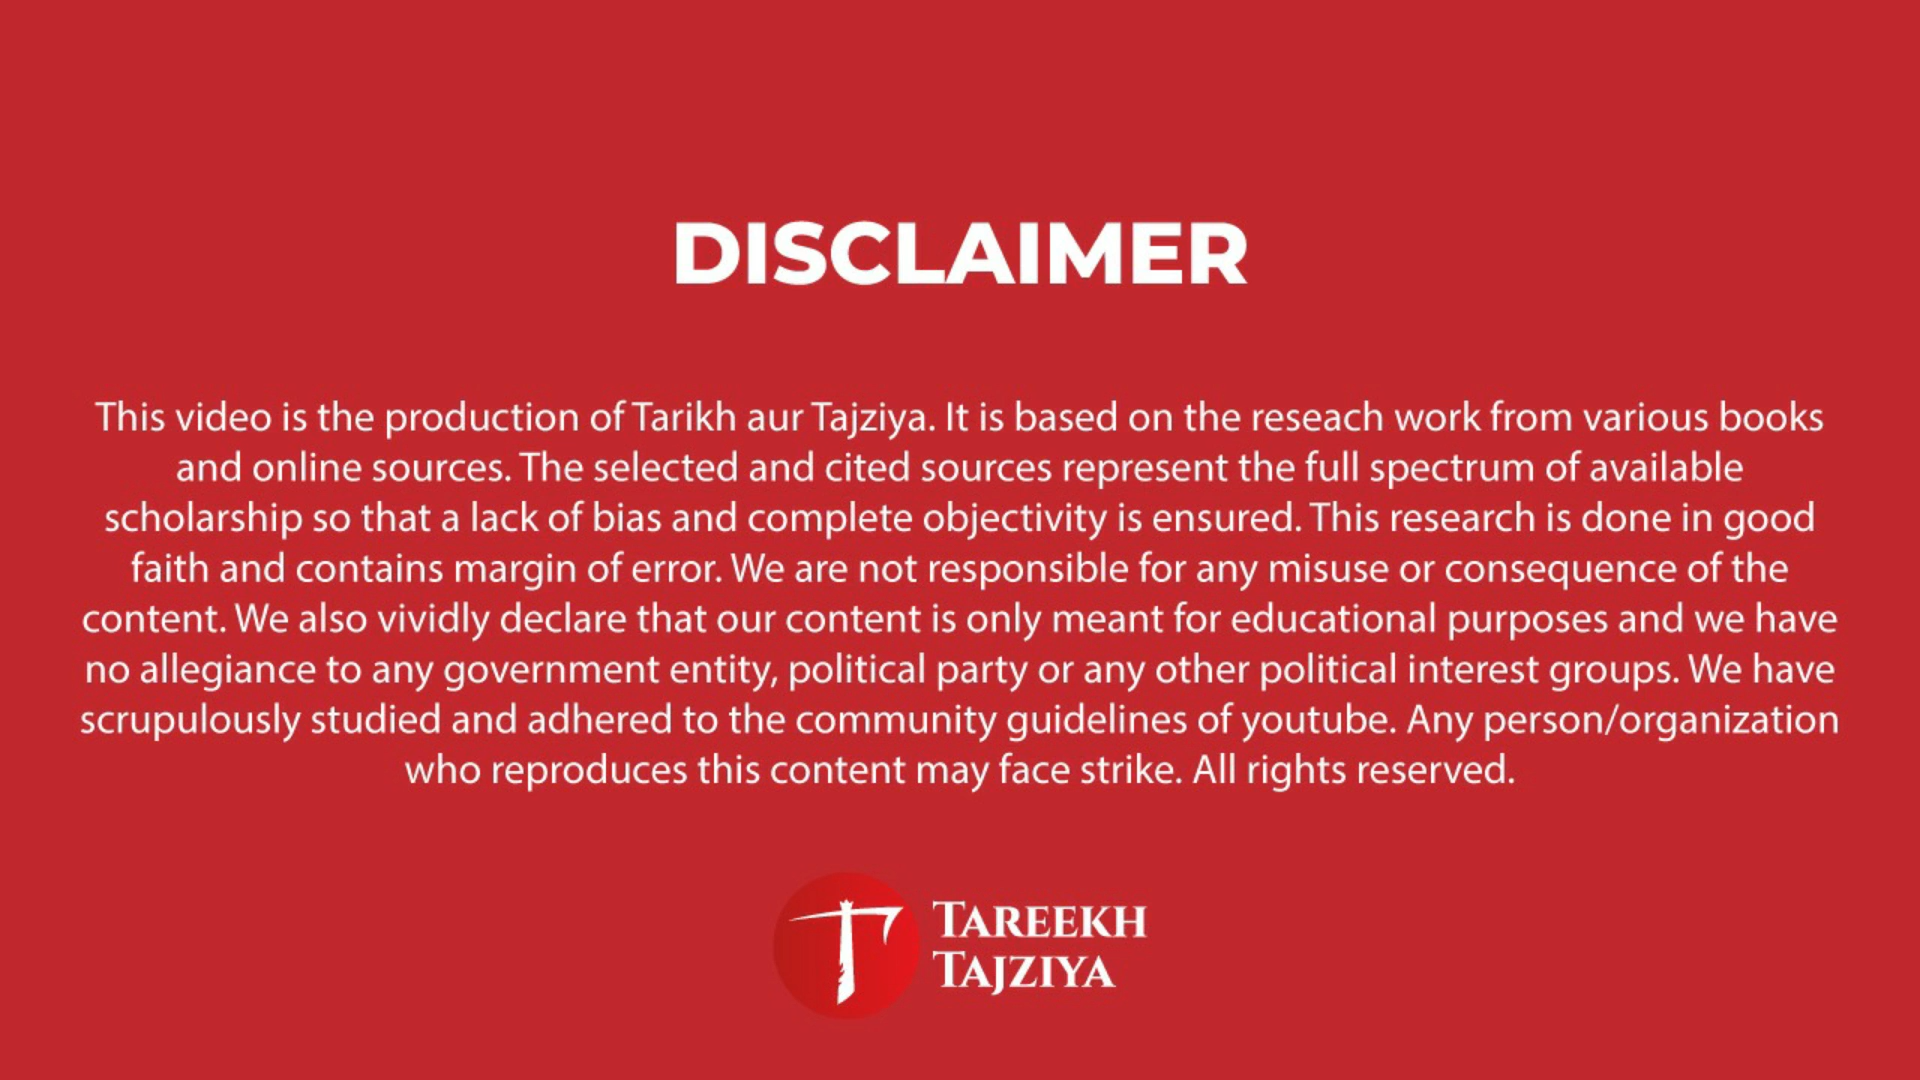 DISCLAIMER
This video is the production of Tarikh aur Tajziya. It is based on the reseach work from various books
and online sources. The selected and cited sources represent the full spectrum of available
scholarship so that a lack of bias and complete objectivity is ensured. This research is done in good
faith and contains margin of error. We are not responsible for any misuse or consequence of the
content. We also vividly declare that our content is only meant for educational purposes and we have
no allegiance to any government entity, political party or any other political interest groups. We have
scrupulously studied and adhered to the community guidelines of youtube. Any person/organization
who reproduces this content may face strike. All rights reserved.
TAREEKH
TAJZIYA